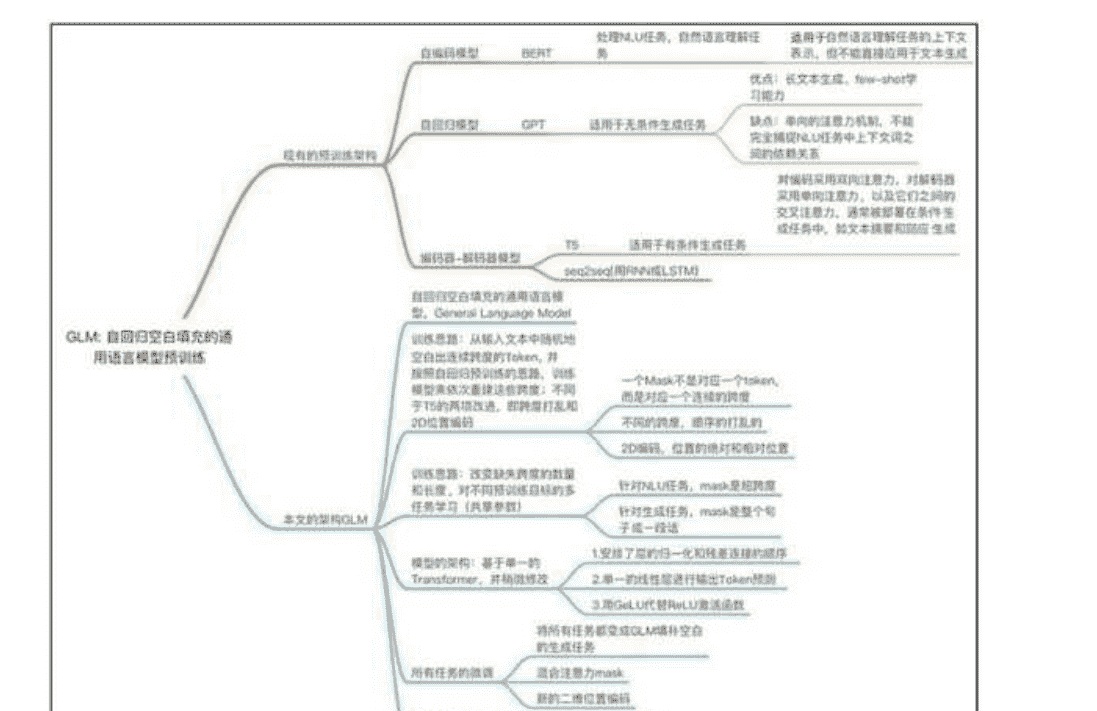 自编码模型
BERT
处理NLU任务，自然语言理解任
务
适用于自然语言理解任务的上下文
表示，但不能直接应用于文本生成
自回归模型
GPT
适用于无条件生成任务
优点：长文本生成，few-shot学
习能力
缺点：单向的注意力机制，不能
完全捕捉NLU任务中上下文词之
间的依赖关系
现有的预训练架构
对编码采用双向注意力，对解码器
采用单向注意力，以及它们之间的
交叉注意力，通常被部署在条件生
成任务中，如文本摘要和回应生成
编码器-解码器模型
T5
适用于有条件生成任务
seq2seq(用RNN或LSTM)
GLM: 自回归空白填充的通
用语言模型预训练
自回归空白填充的通用语言模
型，General Language Model
训练思路：从输入文本中随机地
空白出连续跨度的Token，并
按照自回归预训练的思路，训练
模型来依次重建这些跨度；不同
于T5的两项改进，即跨度打乱和
2D位置编码
一个Mask不是对应一个token,
而是对应一个连续的跨度
不同的跨度，顺序的打乱的
2D编码，位置的绝对和相对位置
训练思路：改变缺失跨度的数量
和长度，对不同预训练目标的多
任务学习（共享参数）
针对NLU任务，mask是短跨度
针对生成任务，mask是整个句
子或一段话
本文的架构GLM
模型的架构：基于单一的
Transformer，并稍微修改
1.安排了层的归一化和残差连接的顺序
2.单一的线性层进行输出Token预测
3.用GeLU代替ReLU激活函数
所有任务的微调
将所有任务都变成GLM填补空白
的生成任务
混合注意力mask
新的二维位置编码